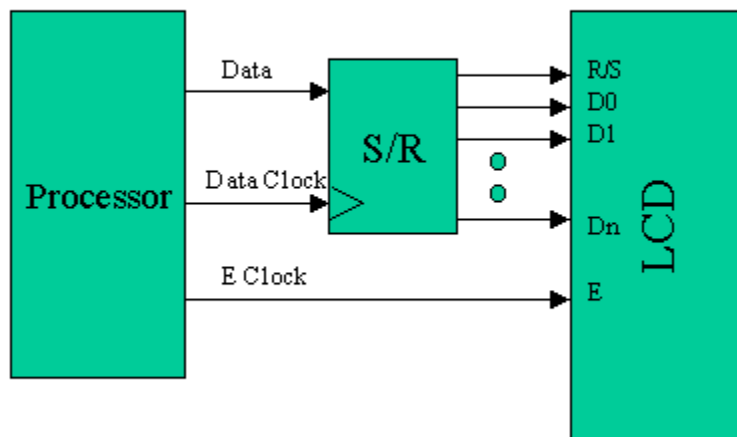 Processor
Data
Data Clock
E Clock
S/R
R/S
D0
D1
Dn
E
LCD